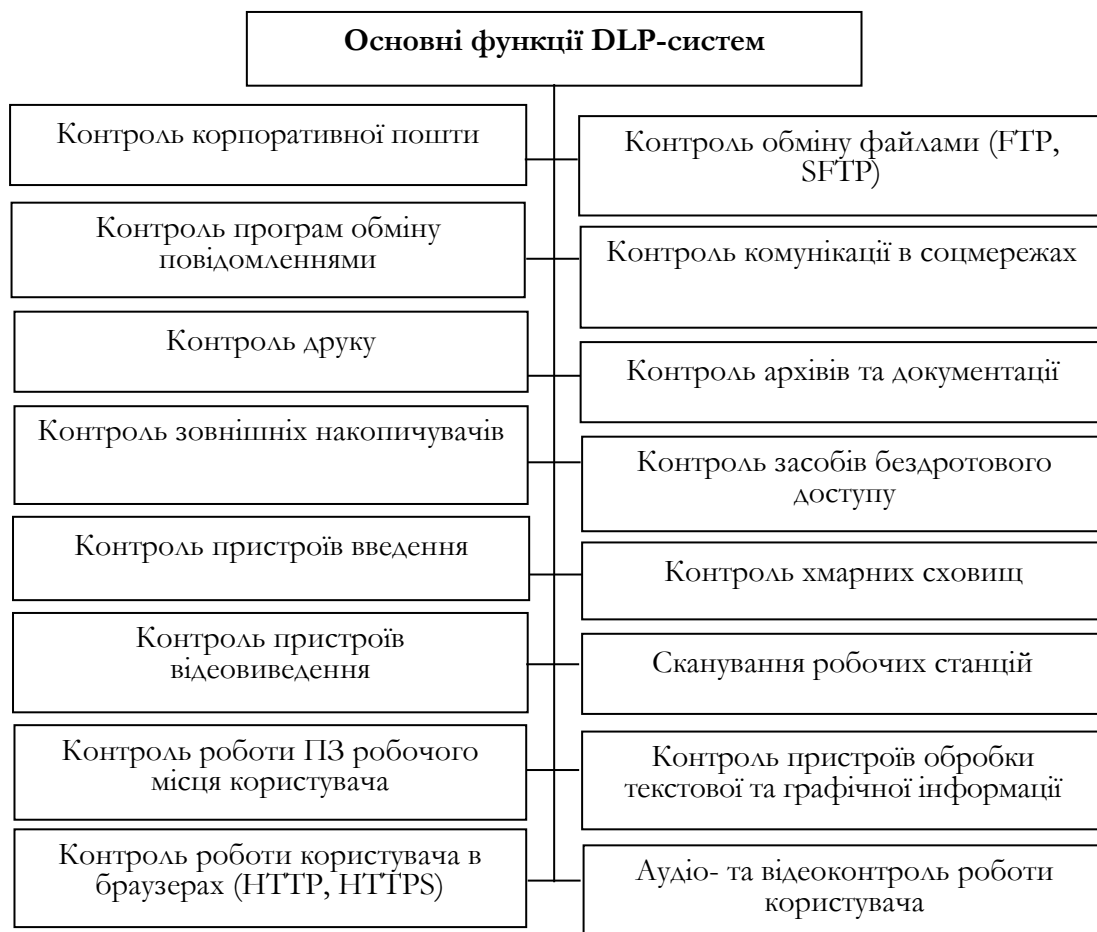 Основні функції DLP-систем
Контроль корпоративної пошти
Контроль обміну файлами (FTP,
SFTP)
Контроль програм обміну
повідомленнями
Контроль комунікації в соцмережах
Контроль друку
Контроль архівів та документації
Контроль зовнішніх накопичувачів
Контроль засобів бездротового
доступу
Контроль пристроїв введення
Контроль хмарних сховищ
Контроль пристроїв
відеовиведення
Сканування робочих станцій
Контроль роботи ПЗ робочого
місця користувача
Контроль пристроїв обробки
текстової та графічної інформації
Контроль роботи користувача в
браузерах (HTTP, HTTPS)
Аудіо- та відеоконтроль роботи
користувача